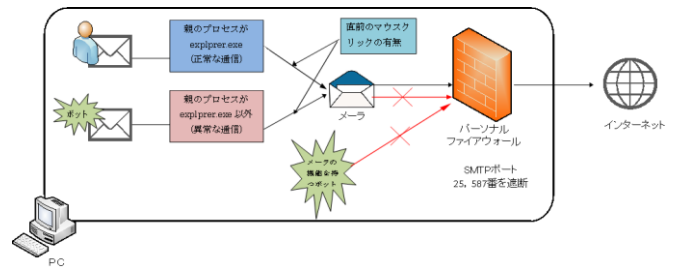 親のプロセスが
explprer.exe
(正常な通信)
直前のマウスク
リックの有無
ボット
親のプロセスが
explprer.exe 以外
(異常な通信)
メーラ
メーラの
機能を持
つボット
パーソナル
ファイアウォール
SMTPポート
25, 587番を遮断
インターネット
PC